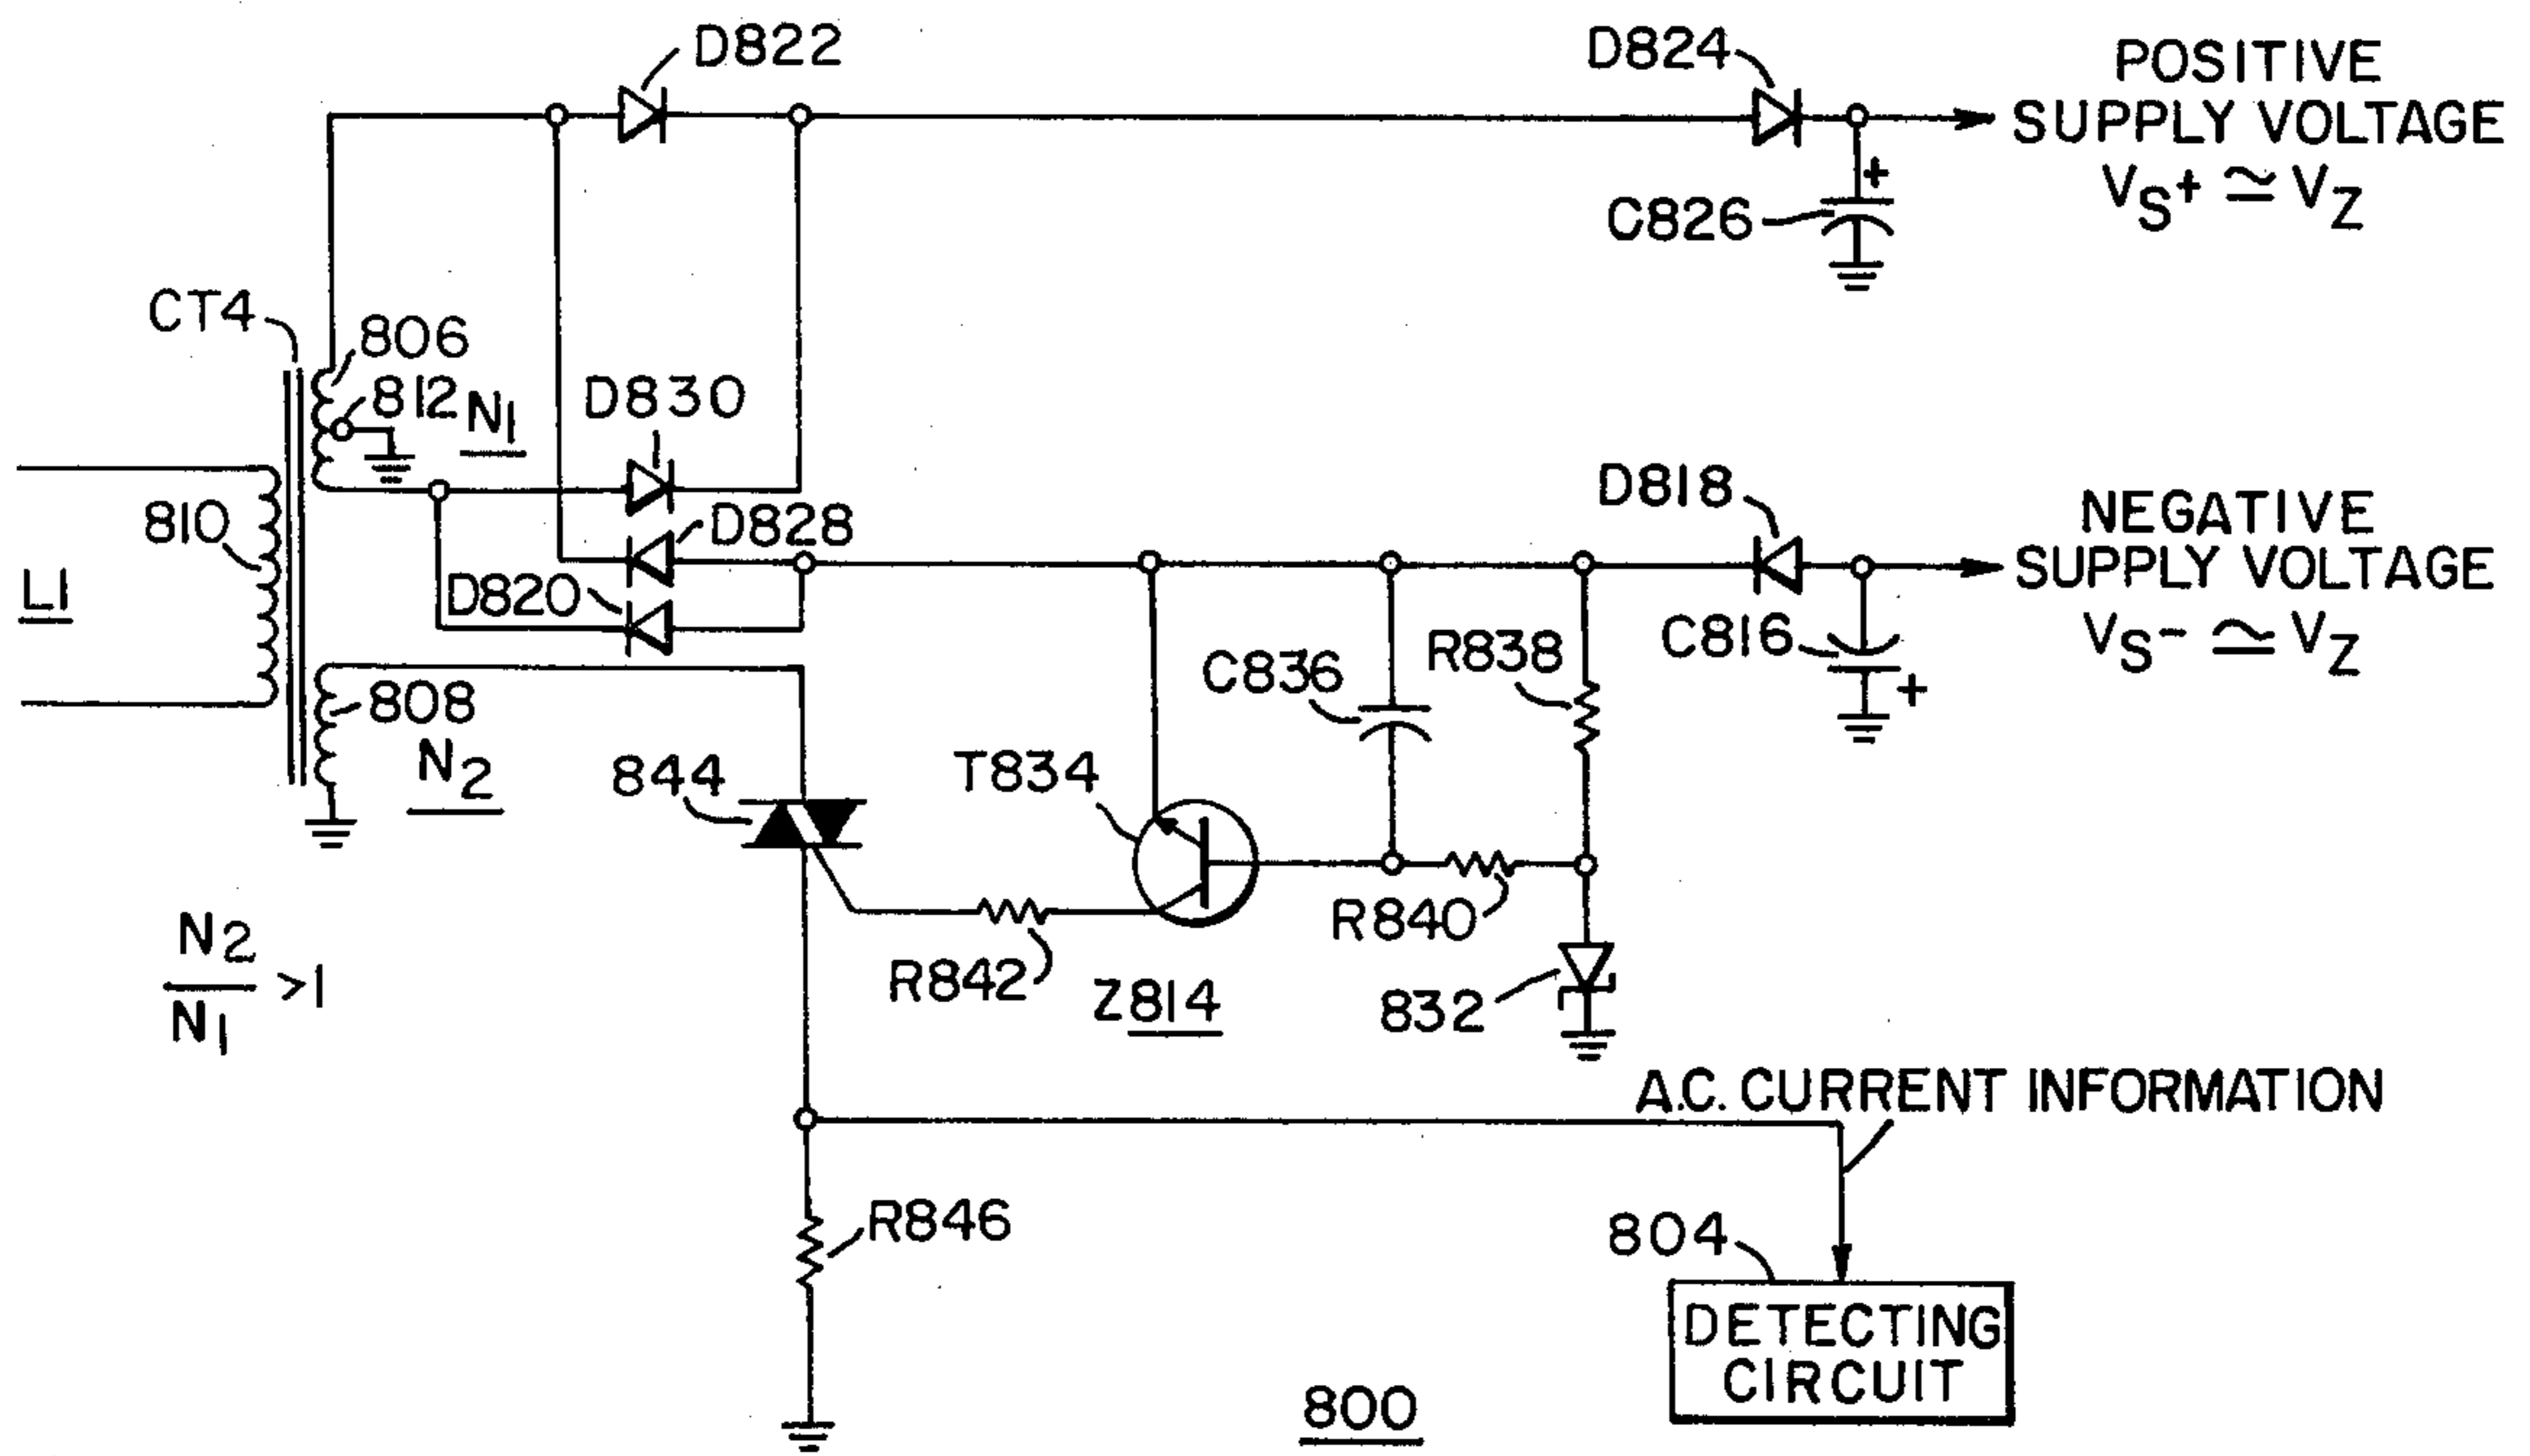 D822
D824
POSITIVE
SUPPLY VOLTAGE
VS+ ≃ VZ
C826
+
CT4
806
812
N1
D830
810
D828
D820
L1
D818
NEGATIVE
SUPPLY VOLTAGE
VS- ≃ VZ
C816
+
R838
C836
808
N2
844
T834
R840
R842
Z814
832
N2
N1
>1
A.C. CURRENT INFORMATION
R846
804
DETECTING
CIRCUIT
800